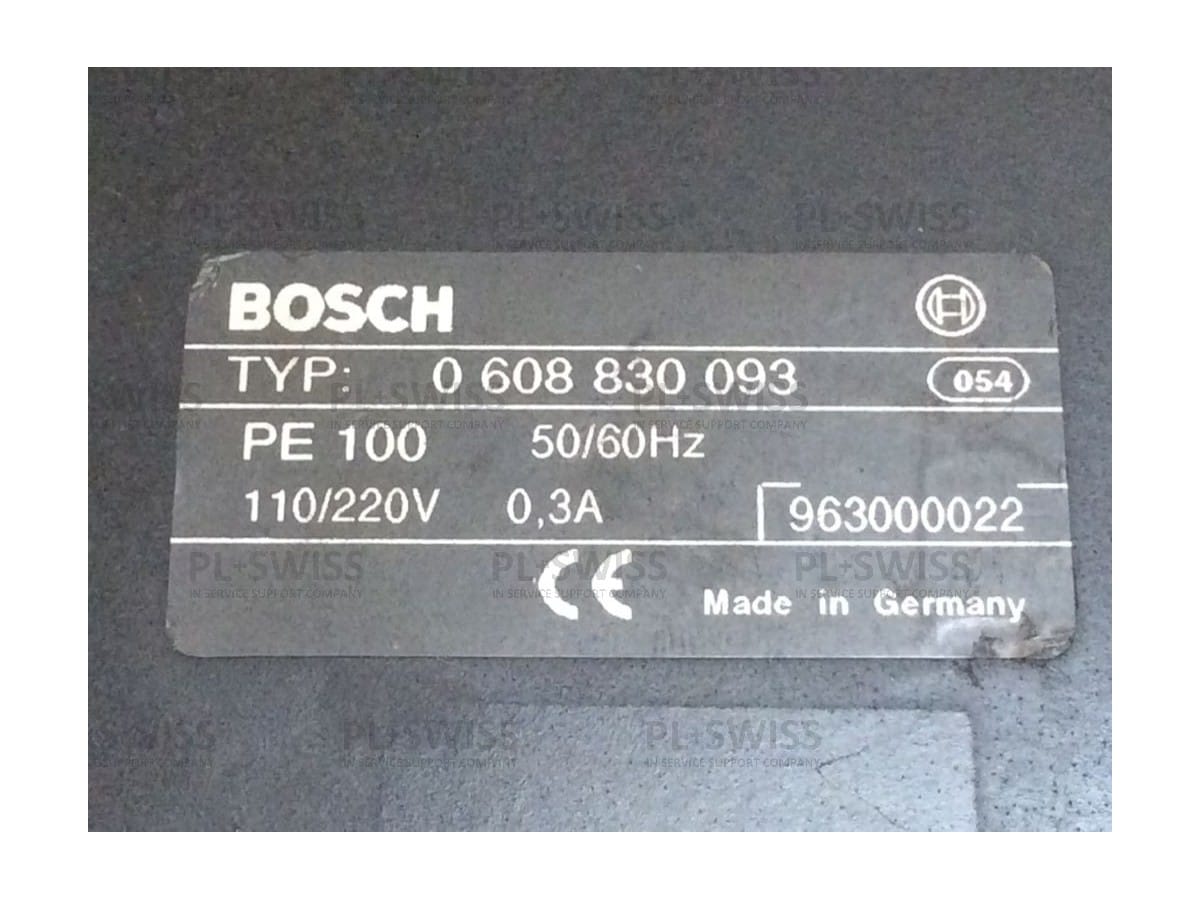 BOSCH
TYP: 0 608 830 093 054
PE 100 50/60Hz
110/220V 0,3A 963000022
CE Made in Germany
PL+SWISS
IN SERVICE SUPPORT COMPANY